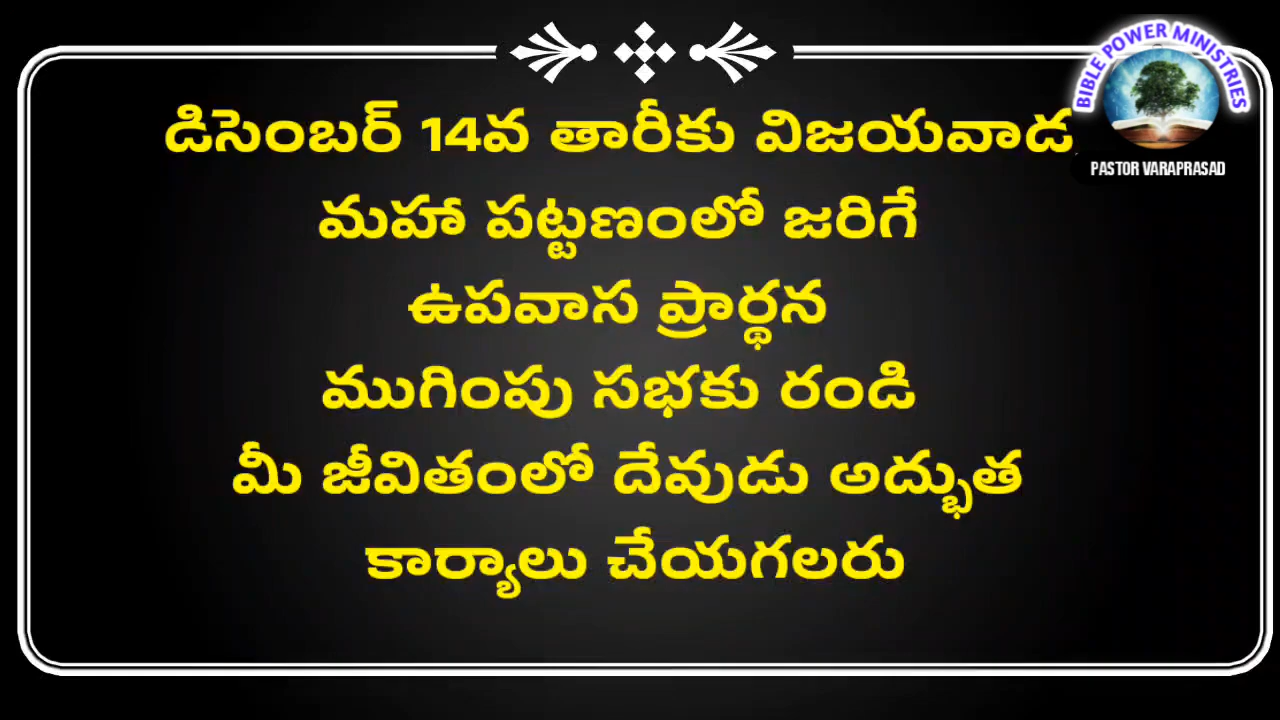 BIBLE POWER MINISTRIES
PASTOR VARAPRASAD
డిసెంబర్ 14వ తారీకు విజయవాడ
మహా పట్టణంలో జరిగే
ఉపవాస ప్రార్థన
ముగింపు సభకు రండి
మీ జీవితంలో దేవుడు అద్భుత
కార్యాలు చేయగలరు